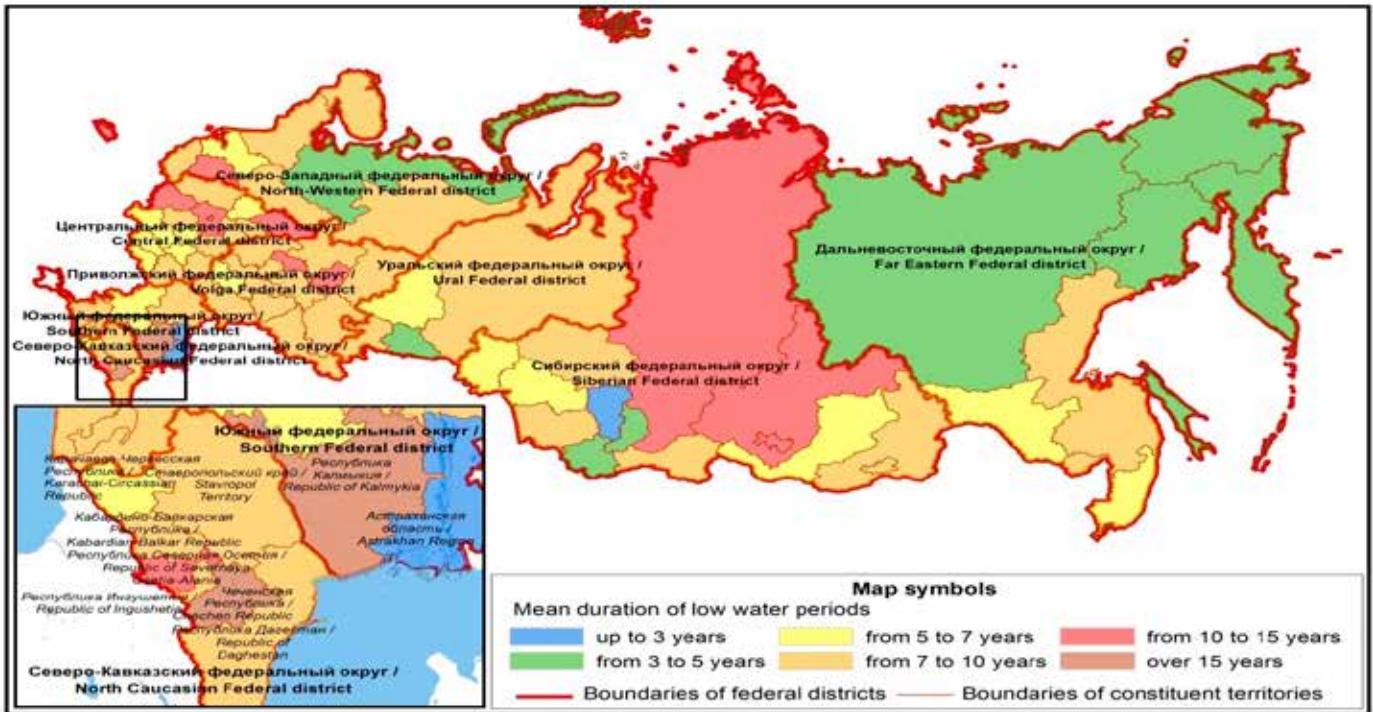 Северо-Западный федеральный округ /
North-Western Federal district
Центральный федеральный округ /
Central Federal district
Приволжский федеральный округ /
Volga Federal district
Уральский федеральный округ /
Ural Federal district
Дальневосточный федеральный округ /
Far Eastern Federal district
Южный федеральный округ /
Southern Federal district
Северо-Кавказский федеральный округ /
North Caucasian Federal district
Сибирский федеральный округ /
Siberian Federal district
Южный федеральный округ /
Southern Federal district
Карачаево-Черкесская
Республика /
Karachai-Circassian
Republic
Ставропольский край /
Stavropol
Territory
Республика
Калмыкия /
Republic of Kalmykia
Астраханская
область /
Astrakhan Region
Кабардино-Балкарская
Республика /
Kabardian-Balkar Republic
Республика Северная Осетия /
Republic of Severnaya
Osetia-Alania
Республика Ингушетия /
Republic of Ingushetia
Чеченская
Республика /
Chechen Republic
Республика Дагестан /
Republic of
Daghestan
Северо-Кавказский федеральный округ /
North Caucasian Federal district
Map symbols
Mean duration of low water periods
up to 3 years
from 5 to 7 years
from 10 to 15 years
from 3 to 5 years
from 7 to 10 years
over 15 years
Boundaries of federal districts
Boundaries of constituent territories